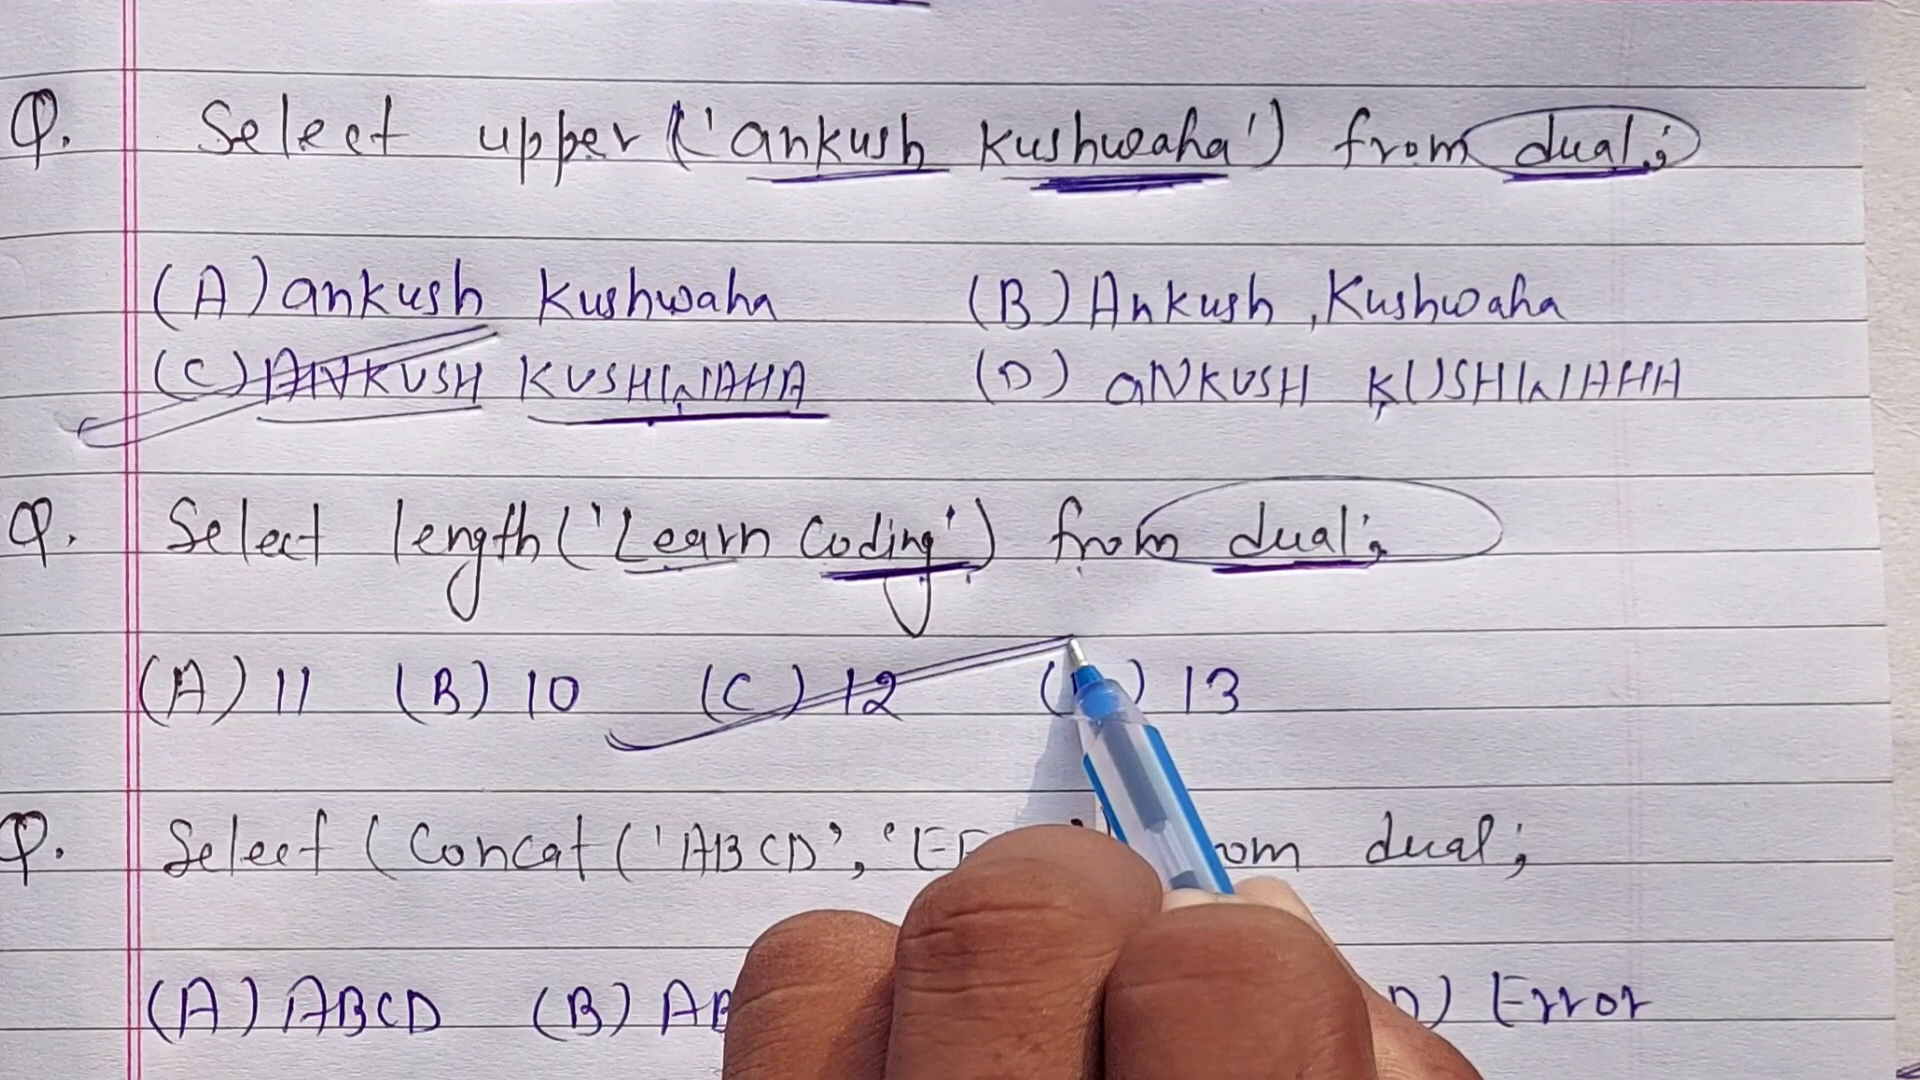 Q. Select upper('ankush kushwaha') from dual;
(A) ankush kushwaha (B) Ankush, Kushwaha
(C) ANKUSH KUSHWAHA (D) aNKUSH KUSHWAHA
Q. Select length('Learn Coding') from dual;
(A) 11 (B) 10 (C) 12 ( ) 13
Q. Select (Concat('ABCD', 'E om dual;
(A) ABCD (B) AB D) Error